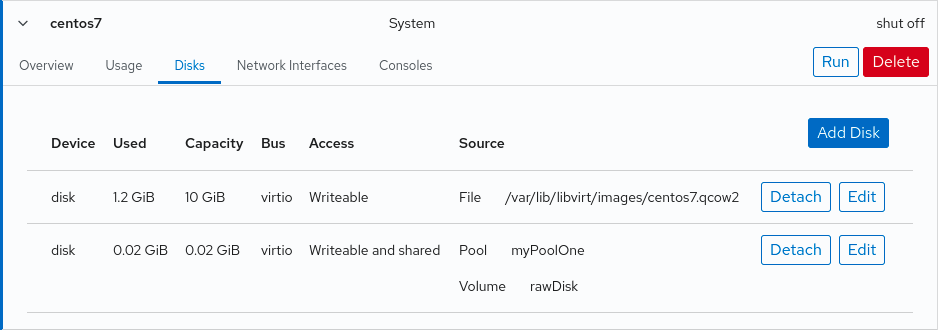 centos7 System shut off
Overview Usage Disks Network Interfaces Consoles Run Delete
Add Disk
Device Used Capacity Bus Access Source
disk 1.2 GiB 10 GiB virtio Writeable File /var/lib/libvirt/images/centos7.qcow2 Detach Edit
disk 0.02 GiB 0.02 GiB virtio Writeable and shared Pool myPoolOne Detach Edit
Volume rawDisk